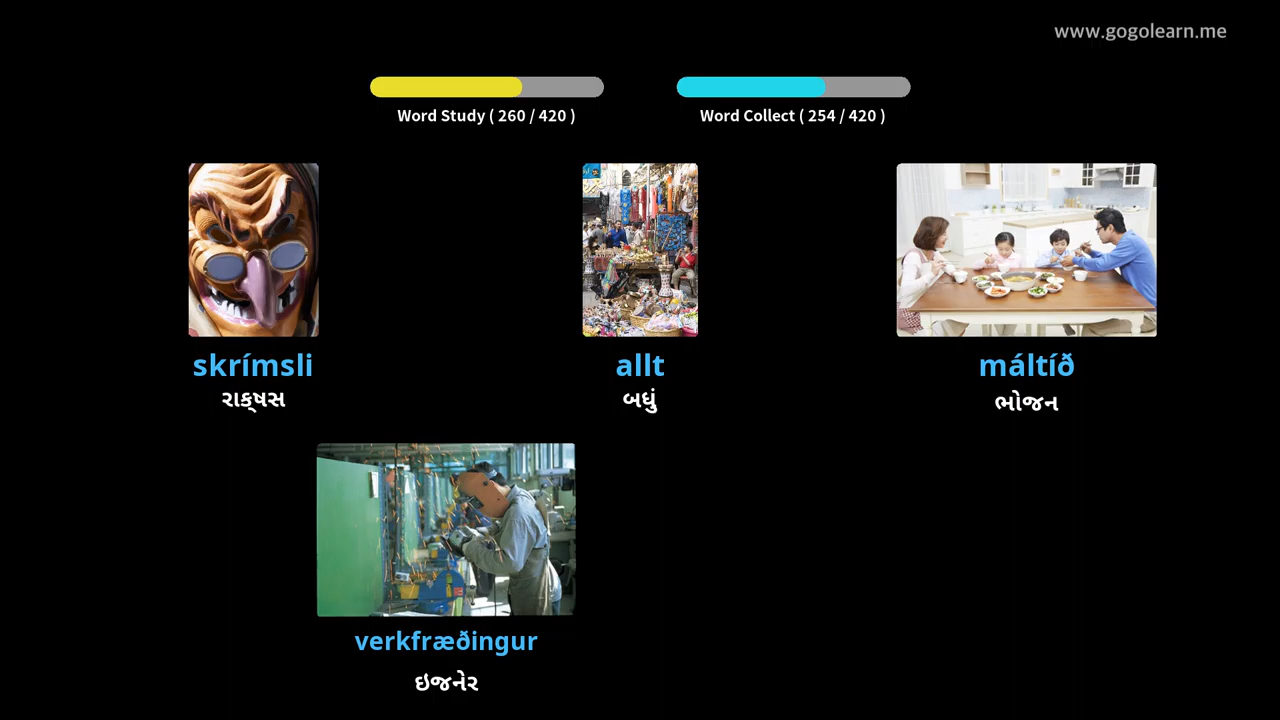 www.gogolearn.me
Word Study ( 260 / 420 )
Word Collect ( 254 / 420 )
skrímsli
રાક્ષસ
allt
બધું
máltíð
ભોજન
verkfræðingur
ઇજનેર